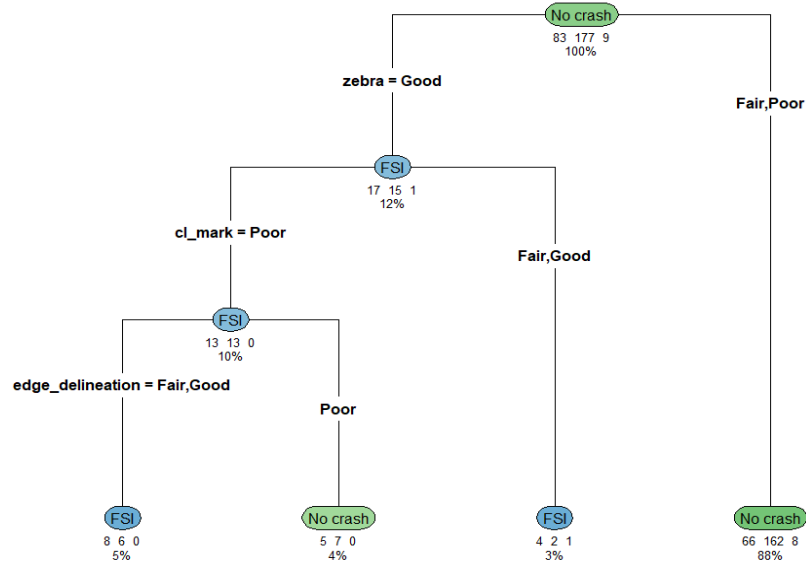 No crash
83 177 9
100%
zebra = Good
Fair,Poor
FSI
17 15 1
12%
cl_mark = Poor
Fair,Good
FSI
13 13 0
10%
edge_delineation = Fair,Good
Poor
FSI
8 6 0
5%
No crash
5 7 0
4%
FSI
4 2 1
3%
No crash
66 162 8
88%